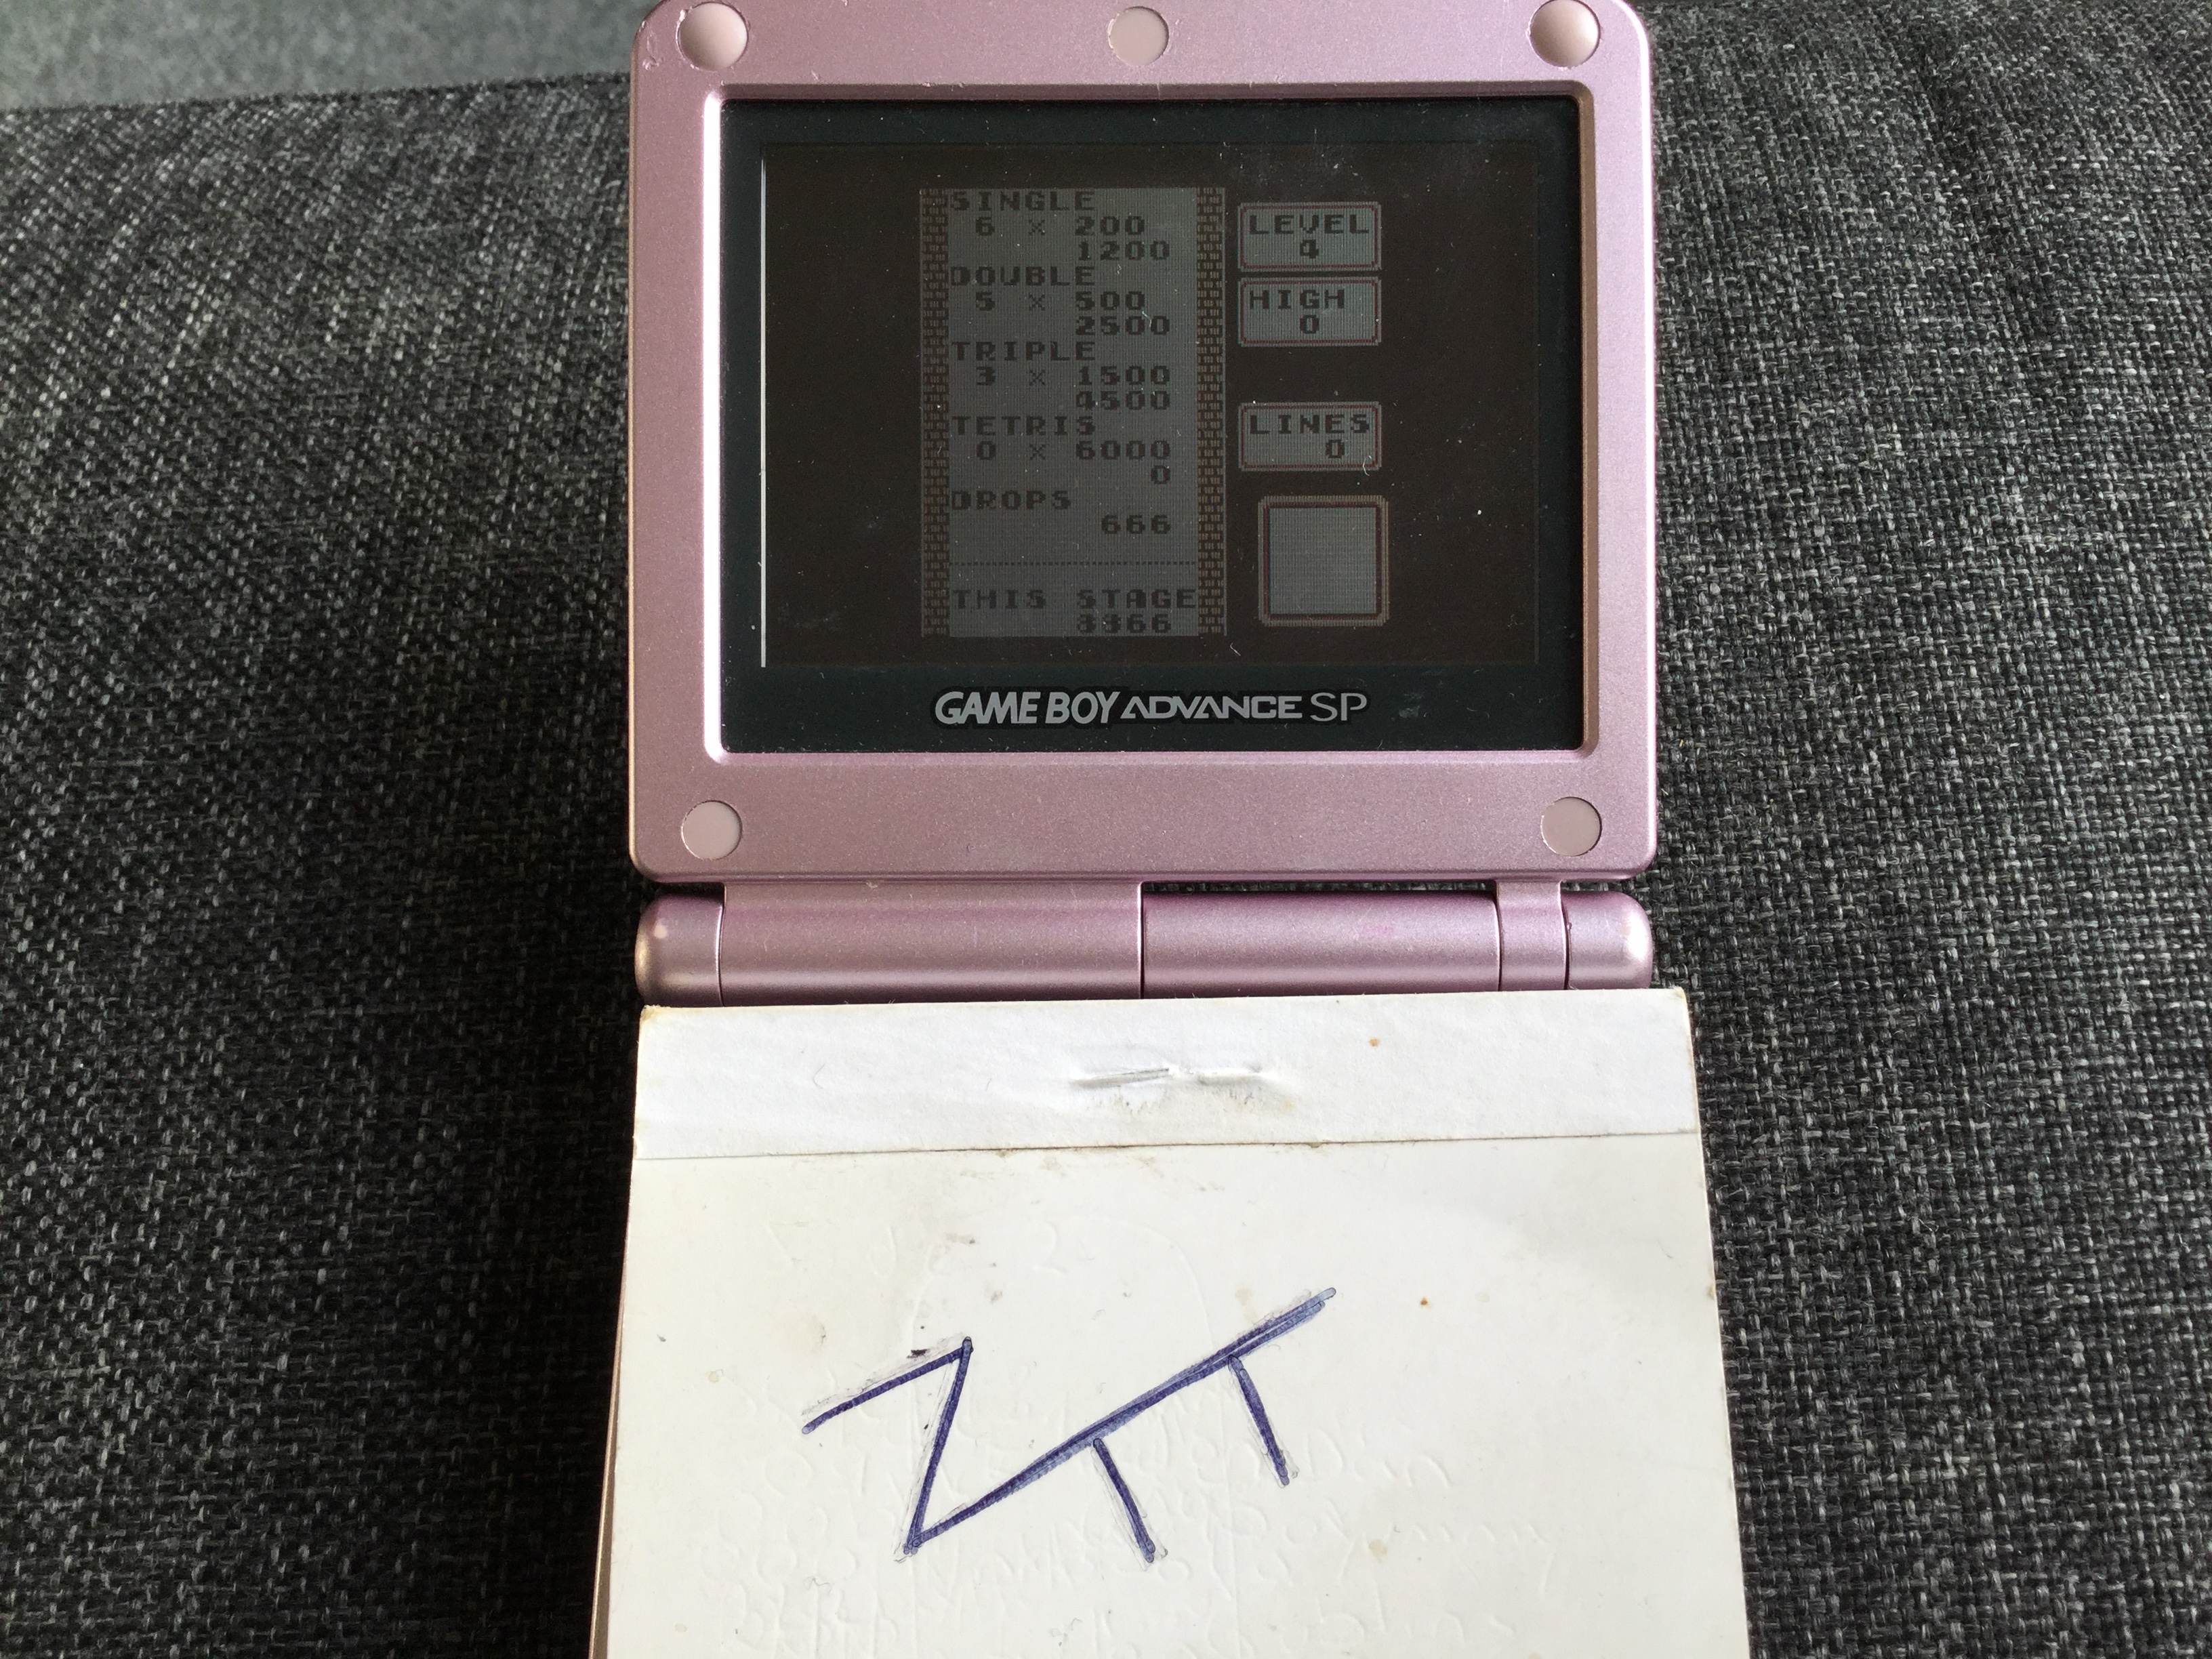 SINGLE
6 x 200
1200
DOUBLE
5 x 500
2500
TRIPLE
3 x 1500
4500
TETRIS
0 x 6000
0
DROPS
666
THIS STAGE
8866
LEVEL
4
HIGH
0
LINES
0
GAME BOY ADVANCE SP
ZTT